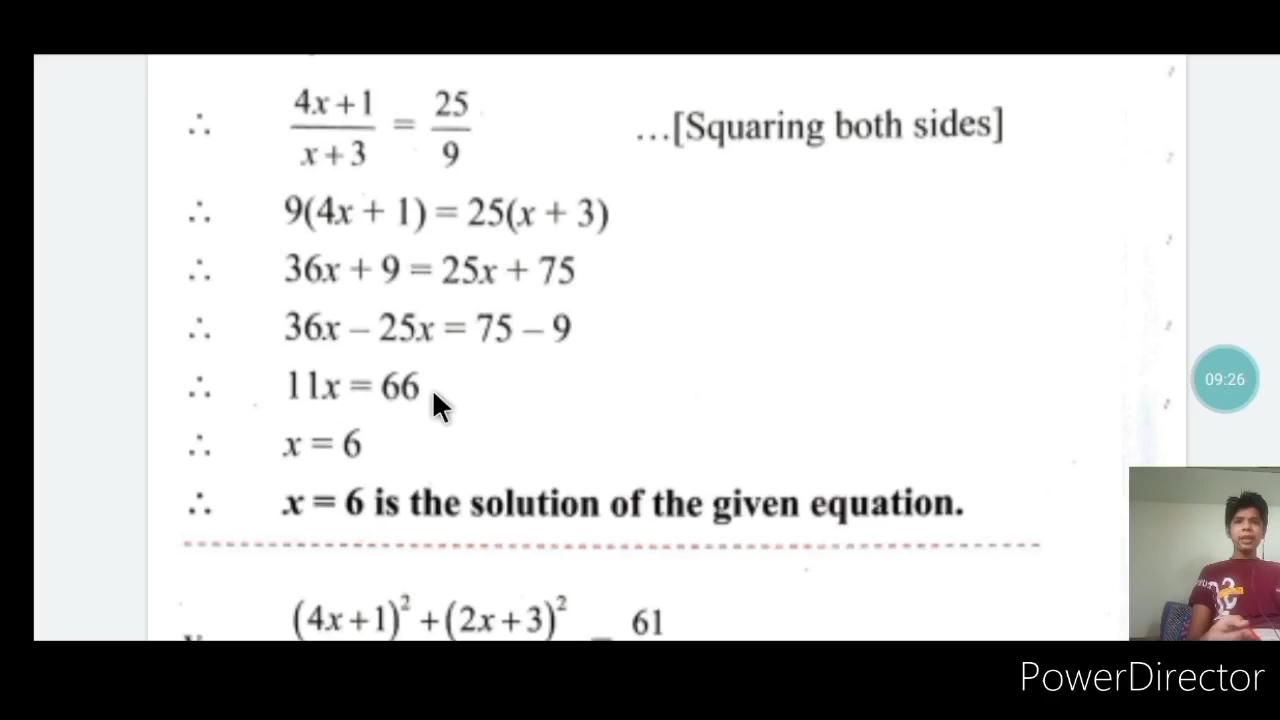 ∴ (4x+1)/(x+3) = 25/9 ...[Squaring both sides]
∴ 9(4x + 1) = 25(x + 3)
∴ 36x + 9 = 25x + 75
∴ 36x – 25x = 75 – 9
∴ 11x = 66
∴ x = 6
∴ x = 6 is the solution of the given equation.
(4x+1)² + (2x+3)² 61
09:26
PowerDirector